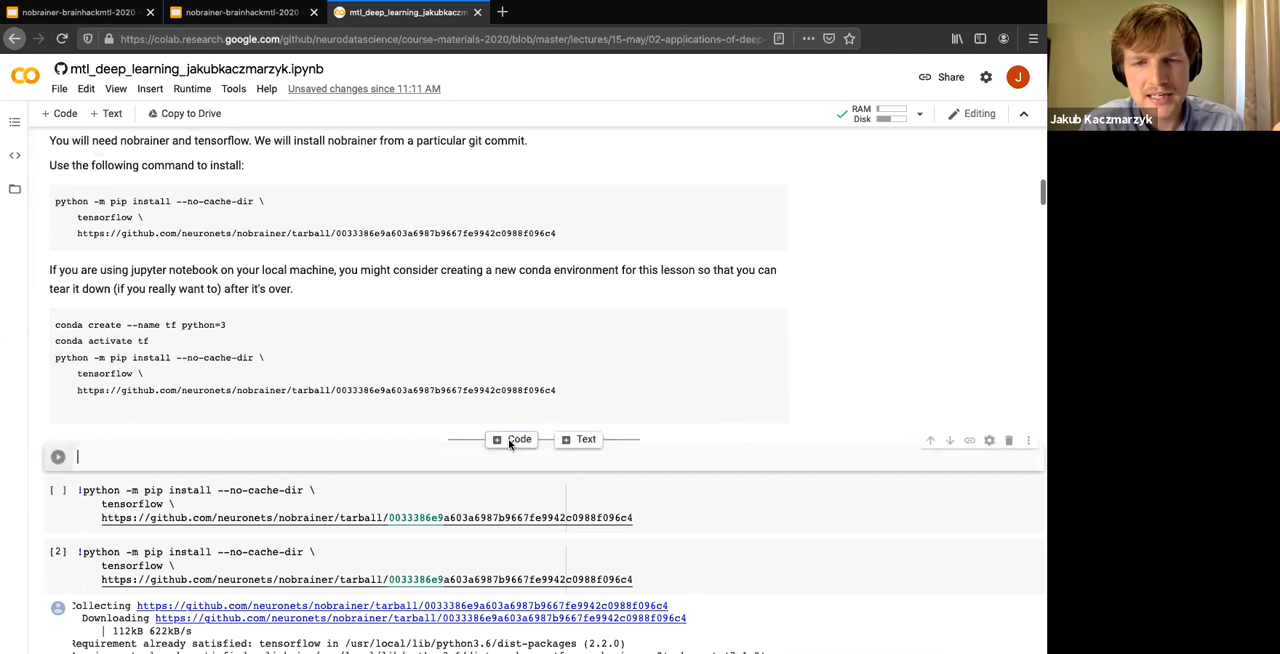 nobrainer-brainhackmtl-2020
nobrainer-brainhackmtl-2020
mtl_deep_learning_jakubkaczm
https://colab.research.google.com/github/neurodatascience/course-materials-2020/blob/master/lectures/15-may/02-applications-of-deep-
mtl_deep_learning_jakubkaczmarzyk.ipynb
Share
J
File Edit View Insert Runtime Tools Help Unsaved changes since 11:11 AM
+ Code + Text Copy to Drive
RAM
Disk
Editing
Jakub Kaczmarzyk
You will need nobrainer and tensorflow. We will install nobrainer from a particular git commit.
Use the following command to install:
python -m pip install --no-cache-dir \
tensorflow \
https://github.com/neuronets/nobrainer/tarball/0033386e9a603a6987b9667fe9942c0988f096c4
If you are using jupyter notebook on your local machine, you might consider creating a new conda environment for this lesson so that you can
tear it down (if you really want to) after it's over.
conda create --name tf python=3
conda activate tf
python -m pip install --no-cache-dir \
tensorflow \
https://github.com/neuronets/nobrainer/tarball/0033386e9a603a6987b9667fe9942c0988f096c4
Code Text
[ ] !python -m pip install --no-cache-dir \
tensorflow \
https://github.com/neuronets/nobrainer/tarball/0033386e9a603a6987b9667fe9942c0988f096c4
[2] !python -m pip install --no-cache-dir \
tensorflow \
https://github.com/neuronets/nobrainer/tarball/0033386e9a603a6987b9667fe9942c0988f096c4
Collecting https://github.com/neuronets/nobrainer/tarball/0033386e9a603a6987b9667fe9942c0988f096c4
Downloading https://github.com/neuronets/nobrainer/tarball/0033386e9a603a6987b9667fe9942c0988f096c4
| 112kB 622kB/s
Requirement already satisfied: tensorflow in /usr/local/lib/python3.6/dist-packages (2.2.0)